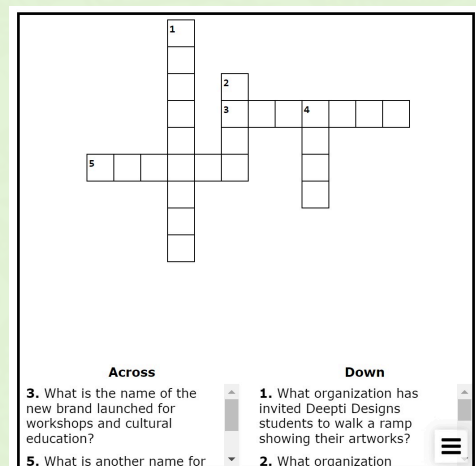 1
2
3
4
5
Across
Down
3. What is the name of the
new brand launched for
workshops and cultural
education?
5. What is another name for
1. What organization has
invited Deepti Designs
students to walk a ramp
showing their artworks?
2. What organization